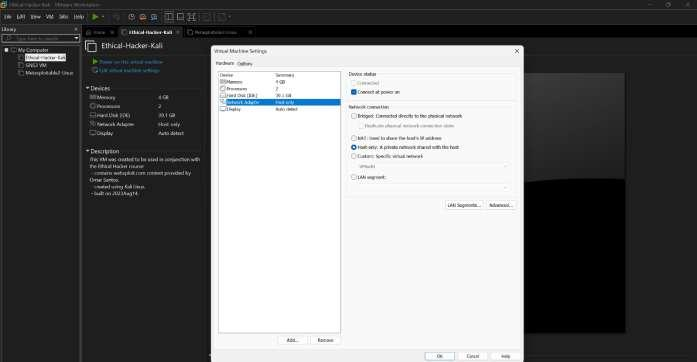 Ethical-Hacker-Kali - VMware Workstation
File Edit View VM Tabs Help
Library
Type here to search
Home
Ethical-Hacker-Kali
Metasploitable2-Linux
My Computer
Ethical-Hacker-Kali
GNS3 VM
Metasploitable2-Linux
Ethical-Hacker-Kali
Power on this virtual machine
Edit virtual machine settings
Devices
Memory 4 GB
Processors 2
Hard Disk (IDE) 39.1 GB
Network Adapter Host-only
Display Auto detect
Description
This VM was created to be used in conjunction with
the Ethical Hacker course
- contains websploit.com content provided by
Omar Santos.
- created using Kali Linux
- built on 2023Aug14.
Virtual Machine Settings
Hardware Options
Device Summary
Memory 4 GB
Processors 2
Hard Disk (IDE) 39.1 GB
Network Adapter Host-only
Display Auto detect
Add...
Remove
Device status
Connected
Connect at power on
Network connection
Bridged: Connected directly to the physical network
Replicate physical network connection state
NAT: Used to share the host's IP address
Host-only: A private network shared with the host
Custom: Specific virtual network
VMnet0
LAN segment:
LAN Segments...
Advanced...
OK
Cancel
Help